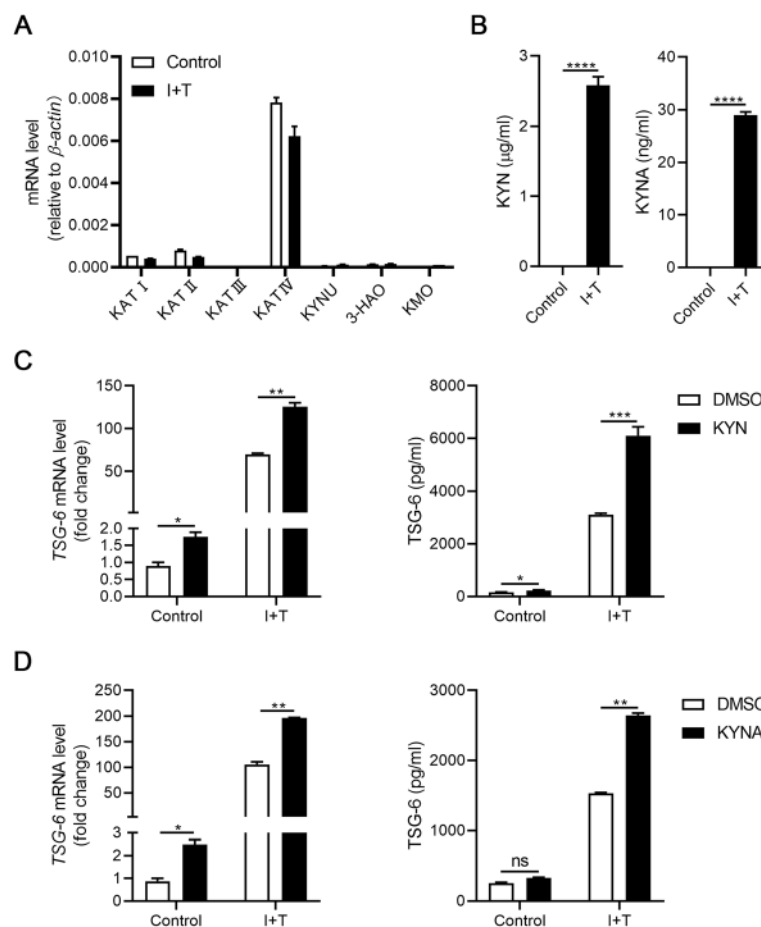 A
Control
I+T
mRNA level
(relative to β-actin)
0.010
0.008
0.006
0.004
0.002
0.000
KAT I
KAT II
KAT III
KAT IV
KYNU
3-HAO
KMO
B
KYN (μg/ml)
3
2
1
0
****
Control
I+T
KYNA (ng/ml)
40
30
20
10
0
****
Control
I+T
C
TSG-6 mRNA level
(fold change)
150
100
50
2.0
1.5
1.0
0.5
0.0
*
**
Control
I+T
TSG-6 (pg/ml)
8000
6000
4000
2000
0
*
***
Control
I+T
DMSO
KYN
D
TSG-6 mRNA level
(fold change)
250
200
150
100
50
3
2
1
0
*
**
Control
I+T
TSG-6 (pg/ml)
3000
2000
1000
0
ns
**
Control
I+T
DMSO
KYNA